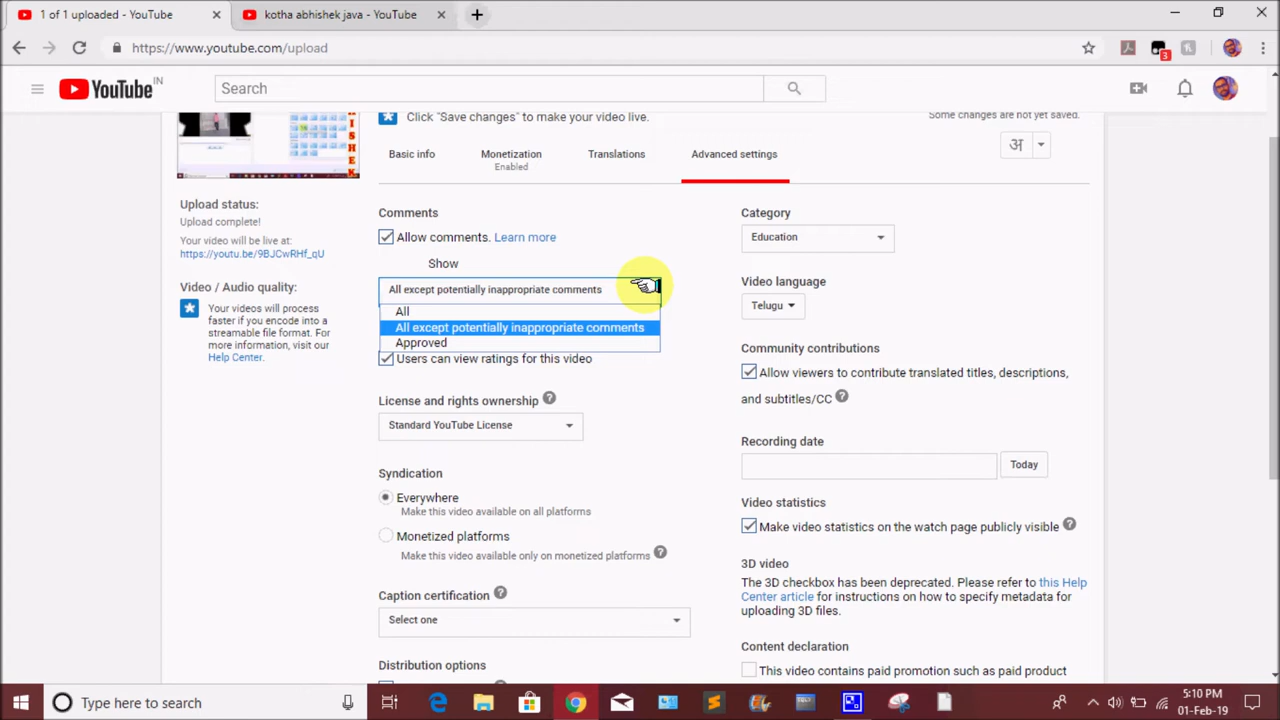 1 of 1 uploaded - YouTube
kotha abhishek java - YouTube
https://www.youtube.com/upload
3
YouTube IN
Search
Click "Save changes" to make your video live.
Some changes are not yet saved.
Basic info
Monetization
Enabled
Translations
Advanced settings
अ
Upload status:
Upload complete!
Your video will be live at:
https://youtu.be/9BJCwRHf_qU
Video / Audio quality:
Your videos will process
faster if you encode into a
streamable file format. For
more information, visit our
Help Center.
Comments
Allow comments. Learn more
Show
All except potentially inappropriate comments
All
All except potentially inappropriate comments
Approved
Users can view ratings for this video
License and rights ownership ?
Standard YouTube License
Syndication
Everywhere
Make this video available on all platforms
Monetized platforms
Make this video available only on monetized platforms ?
Caption certification ?
Select one
Distribution options
Category
Education
Video language
Telugu
Community contributions
Allow viewers to contribute translated titles, descriptions,
and subtitles/CC ?
Recording date
Today
Video statistics
Make video statistics on the watch page publicly visible ?
3D video
The 3D checkbox has been deprecated. Please refer to this Help
Center article for instructions on how to specify metadata for
uploading 3D files.
Content declaration
This video contains paid promotion such as paid product
Type here to search
5:10 PM
01-Feb-19